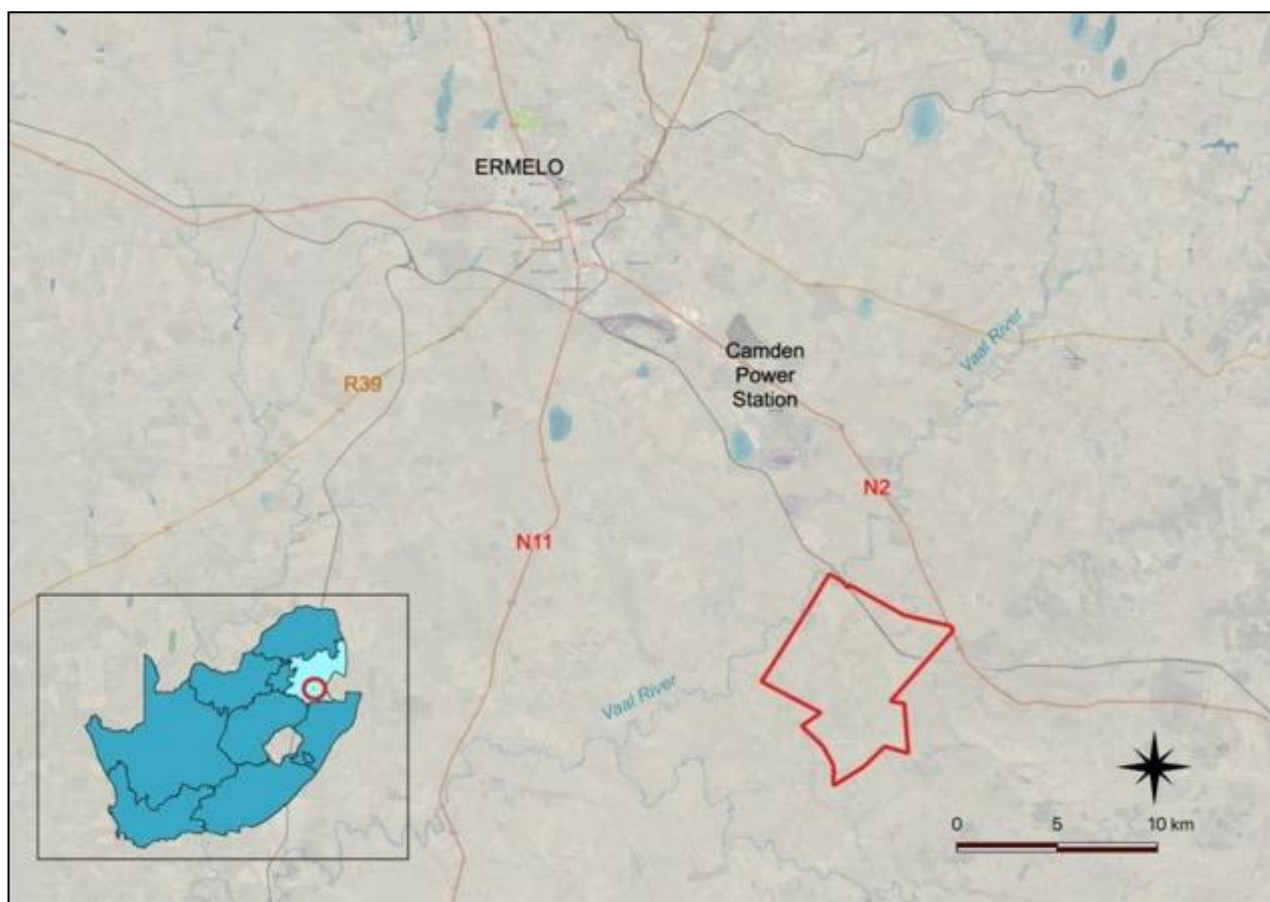 ERMELO
Vaal River
Camden
Power
Station
R39
N2
N11
Vaal River
0 5 10 km